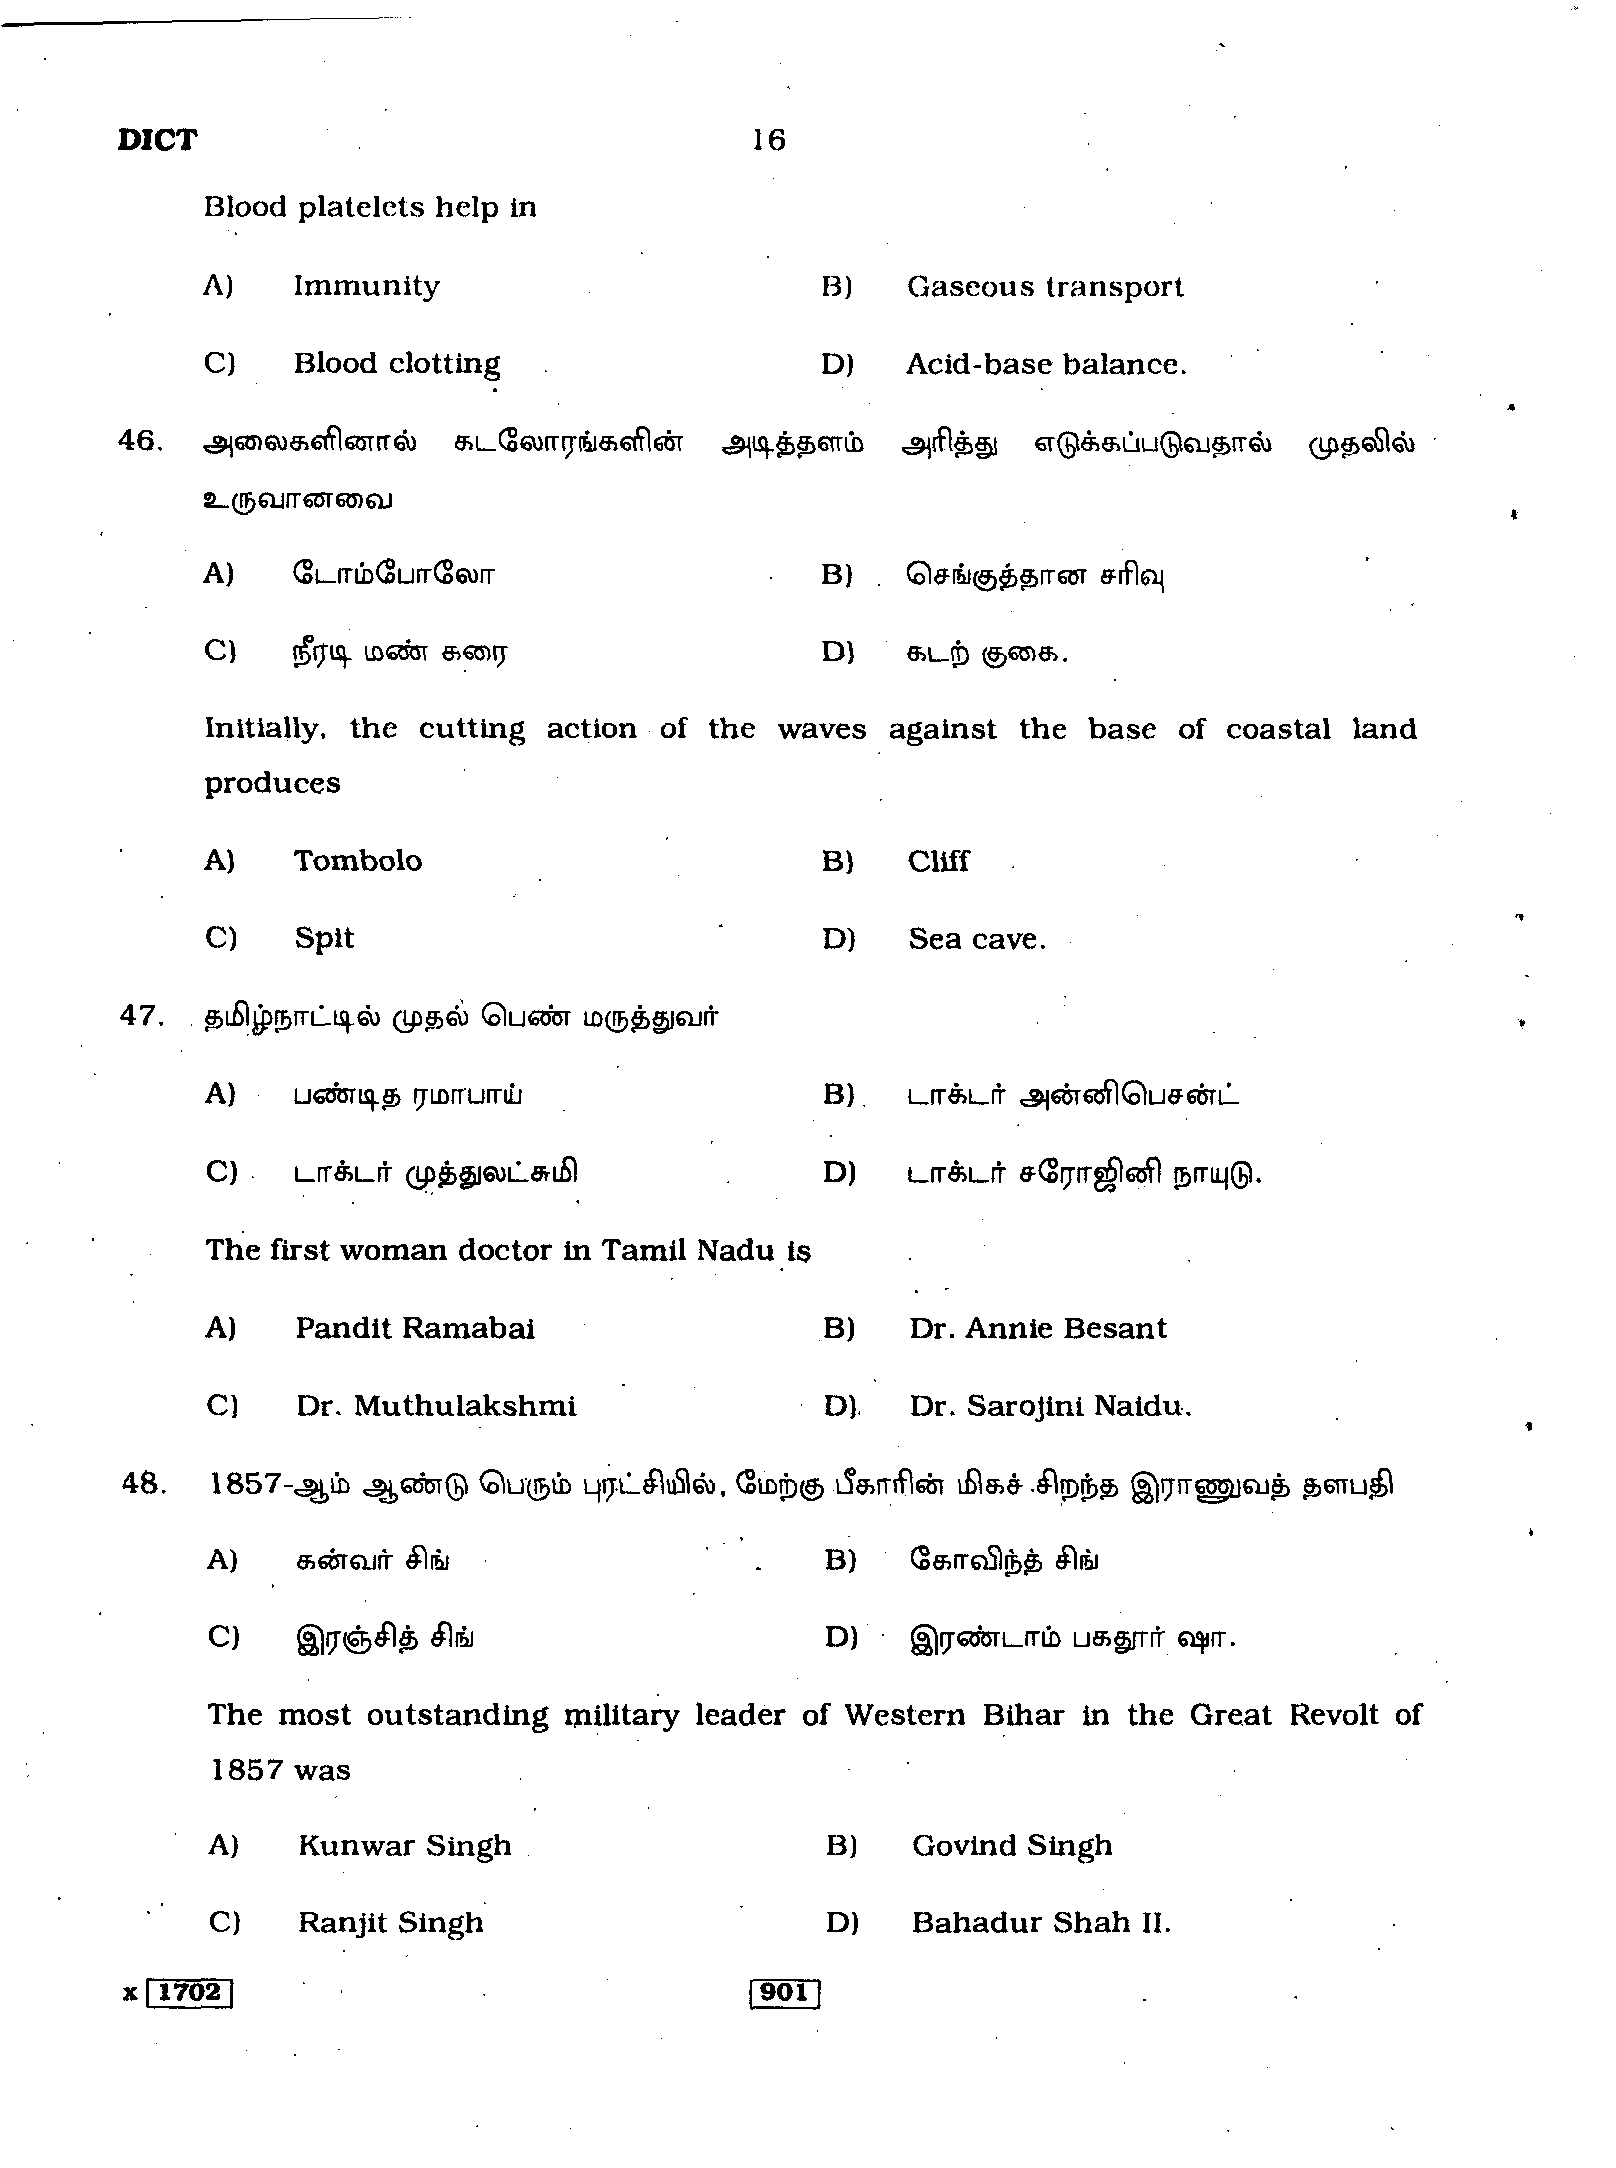 DICT 16
Blood platelets help in
A) Immunity B) Gaseous transport
C) Blood clotting D) Acid-base balance.
46. அலைகளினால் கடலோரங்களின் அடித்தளம் அரித்து எடுக்கப்படுவதால் முதலில்
உருவானவை
A) டோம்போலோ B) செங்குத்தான சரிவு
C) நீரடி மண் கரை D) கடற் குகை.
Initially, the cutting action of the waves against the base of coastal land
produces
A) Tombolo B) Cliff
C) Spit D) Sea cave.
47. தமிழ்நாட்டில் முதல் பெண் மருத்துவர்
A) பண்டித ரமாபாய் B) டாக்டர் அன்னிபெசன்ட்
C) டாக்டர் முத்துலட்சுமி D) டாக்டர் சரோஜினி நாயுடு.
The first woman doctor in Tamil Nadu is
A) Pandit Ramabai B) Dr. Annie Besant
C) Dr. Muthulakshmi D) Dr. Sarojini Naidu.
48. 1857-ஆம் ஆண்டு பெரும் புரட்சியில், மேற்கு பீகாரின் மிகச் சிறந்த இராணுவத் தளபதி
A) கன்வர் சிங் B) கோவிந்த் சிங்
C) இரஞ்சித் சிங் D) இரண்டாம் பகதூர் ஷா.
The most outstanding military leader of Western Bihar in the Great Revolt of
1857 was
A) Kunwar Singh B) Govind Singh
C) Ranjit Singh D) Bahadur Shah II.
x 1702 901